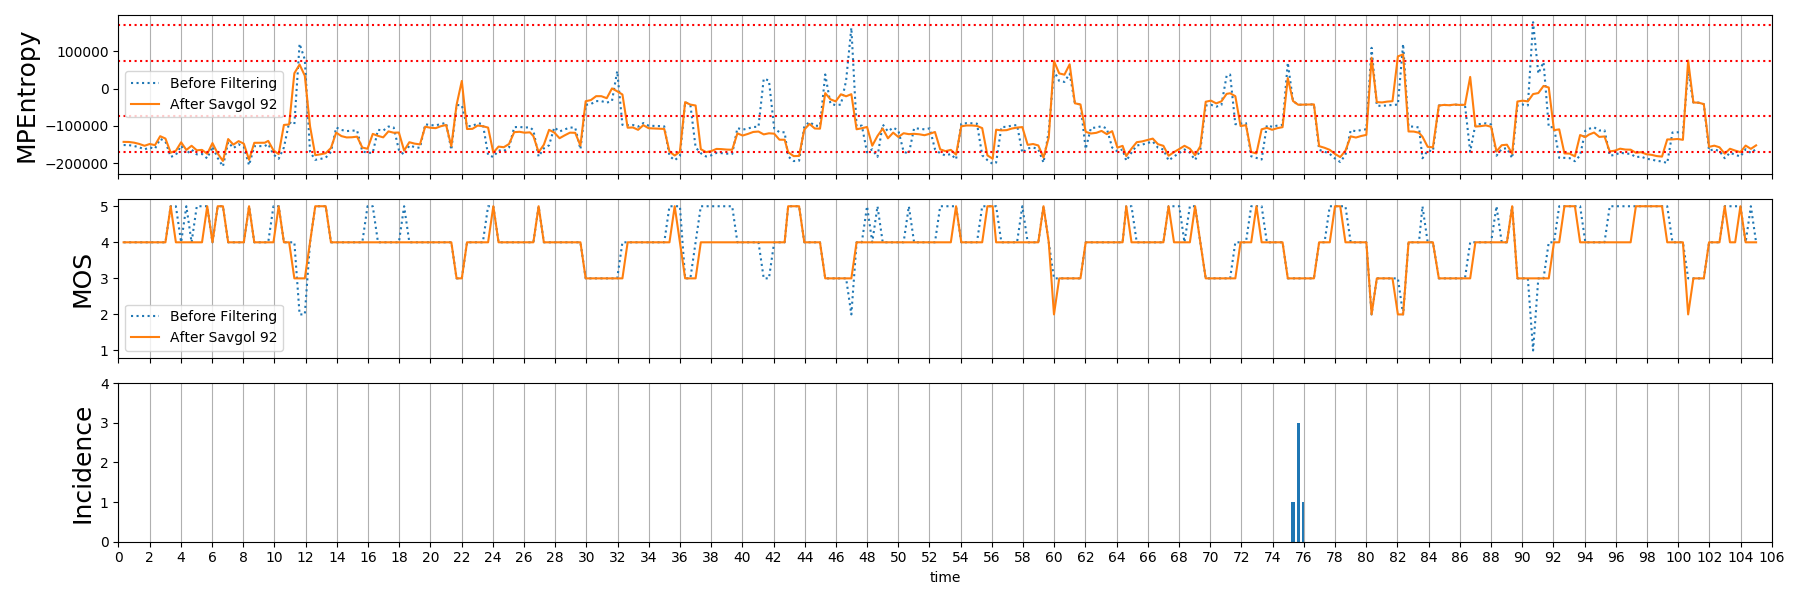 MPEntropy
100000
0
−100000
−200000
Before Filtering
After Savgol 92
MOS
5
4
3
2
1
Before Filtering
After Savgol 92
Incidence
4
3
2
1
0
0 2 4 6 8 10 12 14 16 18 20 22 24 26 28 30 32 34 36 38 40 42 44 46 48 50 52 54 56 58 60 62 64 66 68 70 72 74 76 78 80 82 84 86 88 90 92 94 96 98 100 102 104 106
time